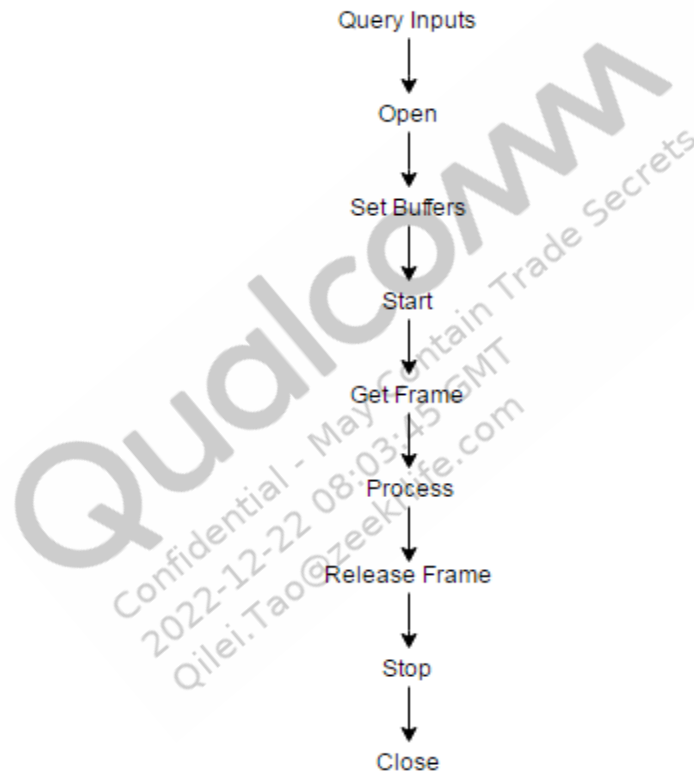 Query Inputs
Open
Set Buffers
Start
Get Frame
Process
Release Frame
Stop
Close
Qualcomm
Confidential - May Contain Trade Secrets
2022-12-22 08:03:45 GMT